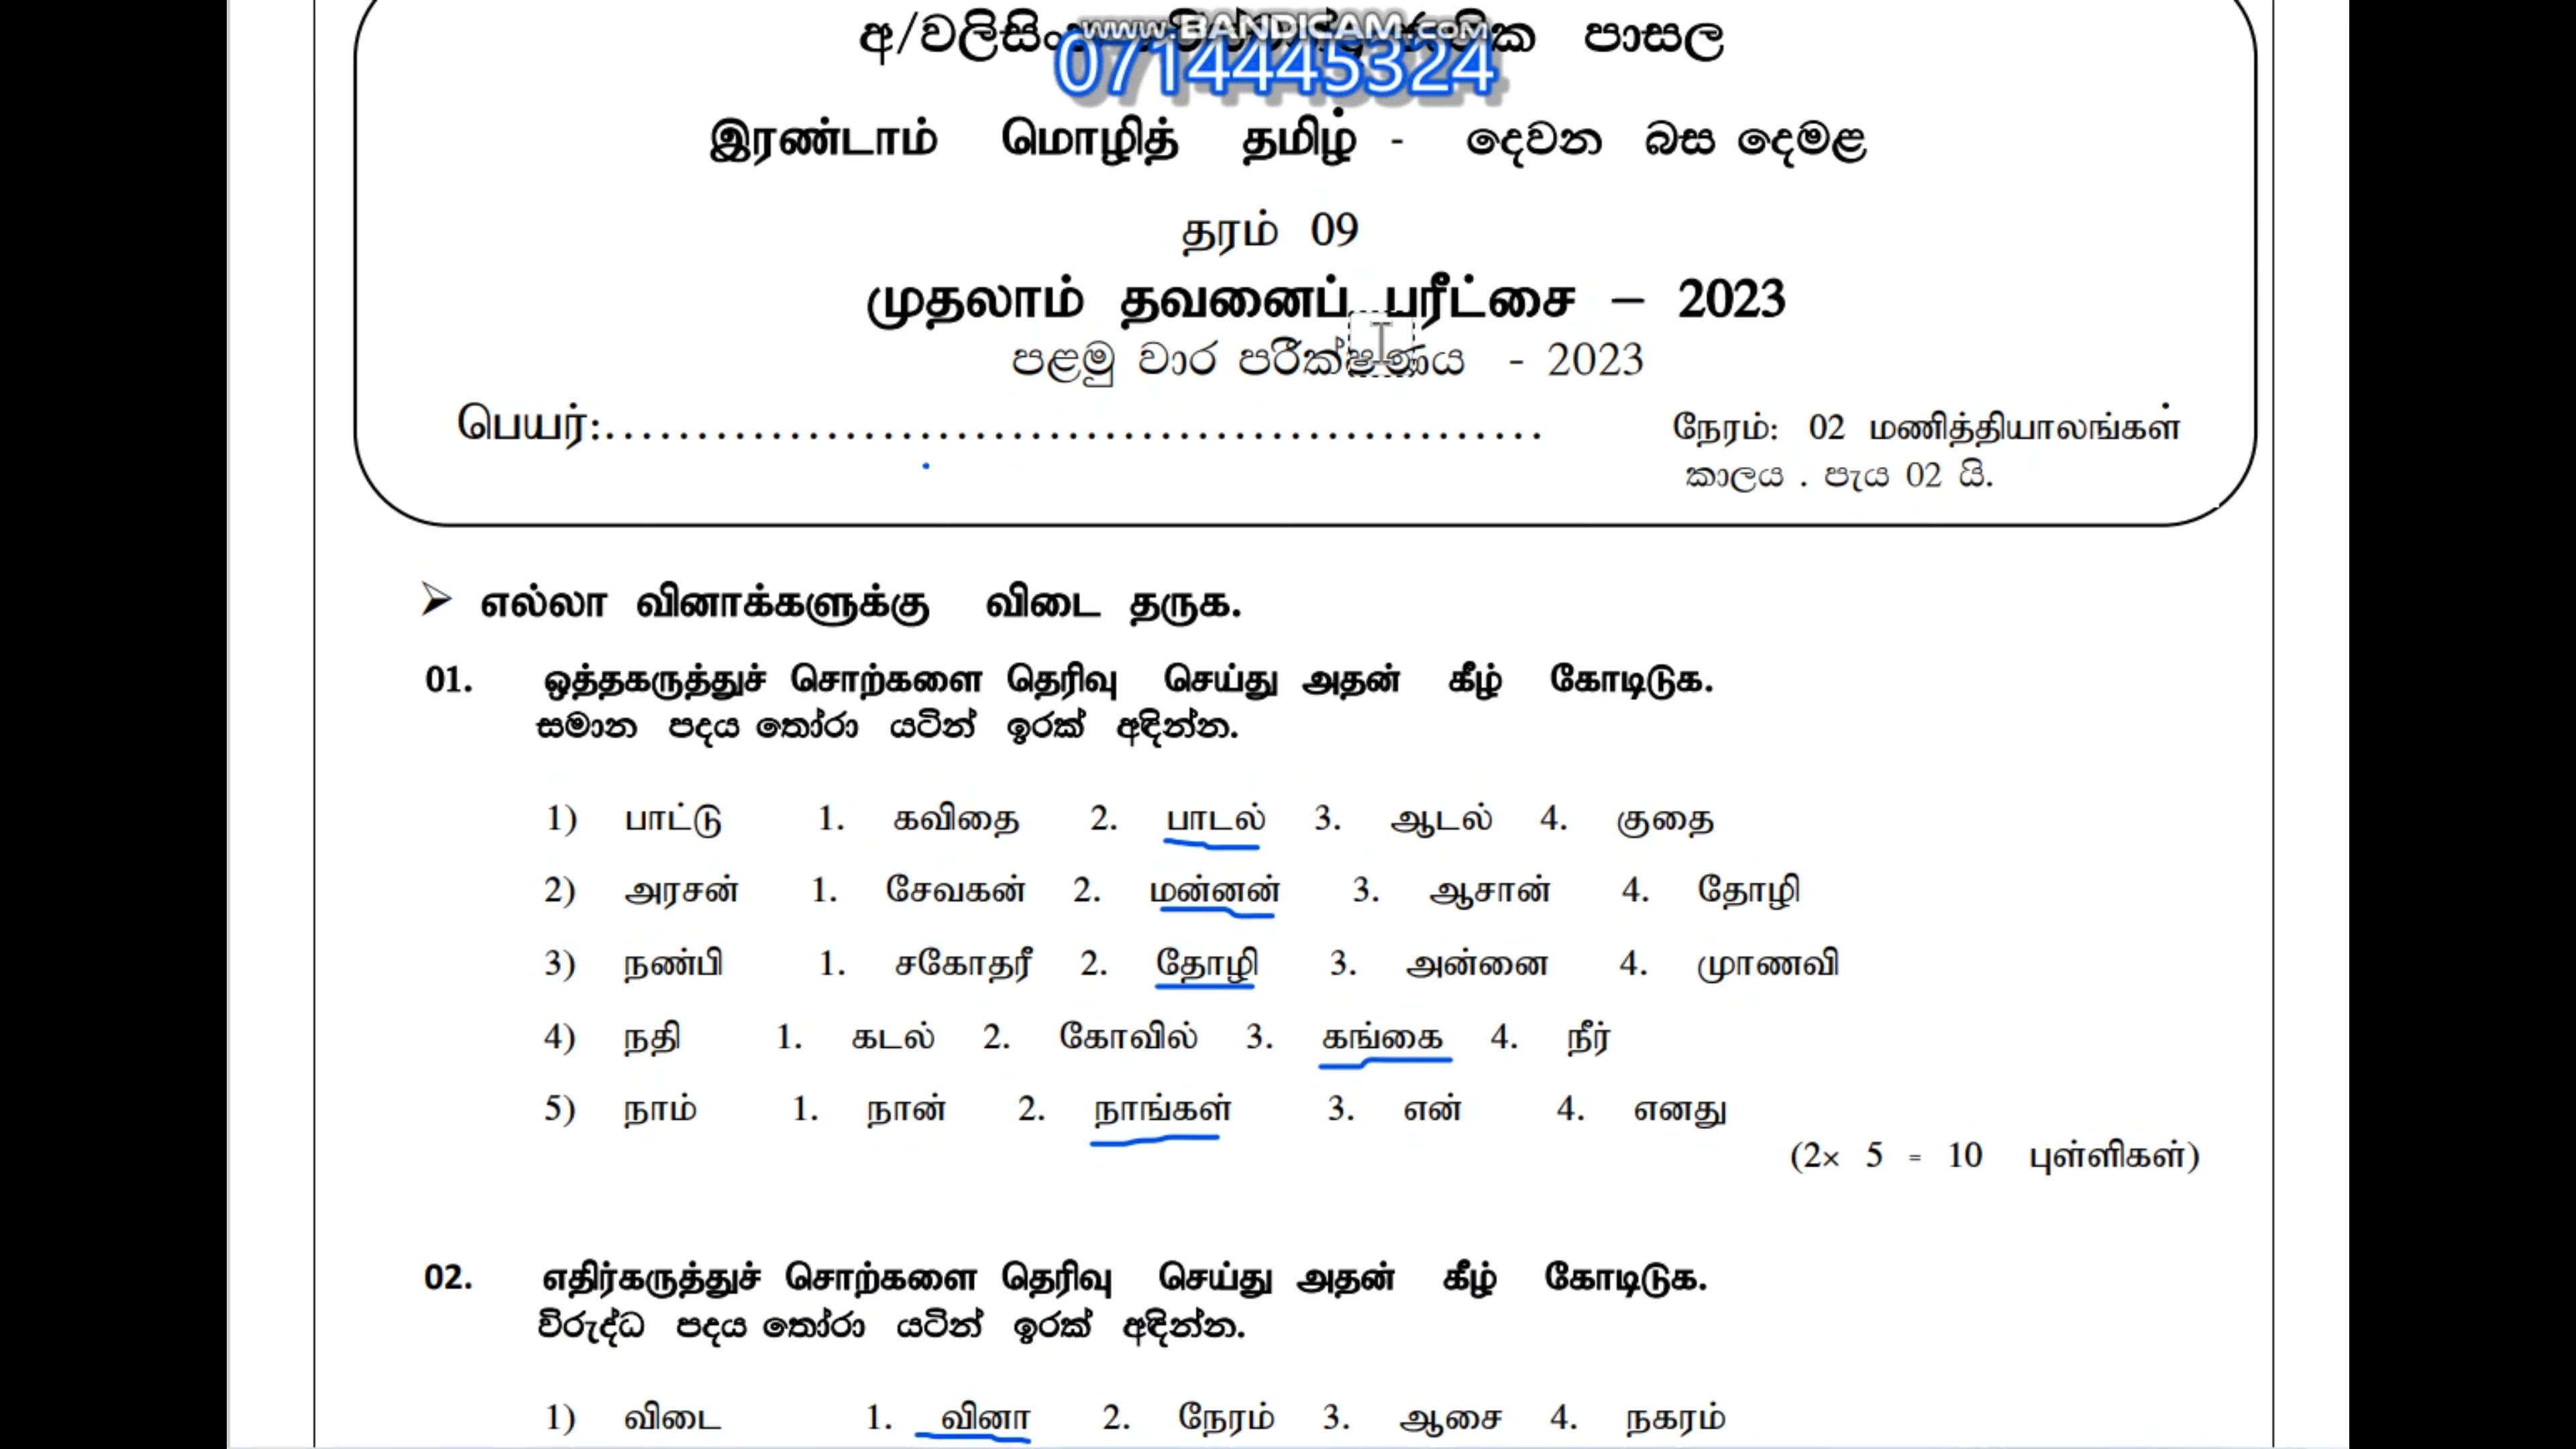 www.BANDICAM.com
අ/වලිසිං පාසල
0714445324
இரண்டாம் மொழித் தமிழ் - දෙවන බස දෙමළ
தரம் 09
முதலாம் தவனைப் பரீட்சை – 2023
පළමු වාර පරීක්ෂණය - 2023
பெயர்:....................................................
நேரம்: 02 மணித்தியாலங்கள்
කාලය . පැය 02 යි.
➢ எல்லா வினாக்களுக்கு விடை தருக.
01. ஒத்தகருத்துச் சொற்களை தெரிவு செய்து அதன் கீழ் கோடிடுக.
සමාන පදය තෝරා යටින් ඉරක් අඳින්න.
1) பாட்டு 1. கவிதை 2. பாடல் 3. ஆடல் 4. குதை
2) அரசன் 1. சேவகன் 2. மன்னன் 3. ஆசான் 4. தோழி
3) நண்பி 1. சகோதரீ 2. தோழி 3. அன்னை 4. முாணவி
4) நதி 1. கடல் 2. கோவில் 3. கங்கை 4. நீர்
5) நாம் 1. நான் 2. நாங்கள் 3. என் 4. எனது
(2× 5 = 10 புள்ளிகள்)
02. எதிர்கருத்துச் சொற்களை தெரிவு செய்து அதன் கீழ் கோடிடுக.
විරුද්ධ පදය තෝරා යටින් ඉරක් අඳින්න.
1) விடை 1. வினா 2. நேரம் 3. ஆசை 4. நகரம்